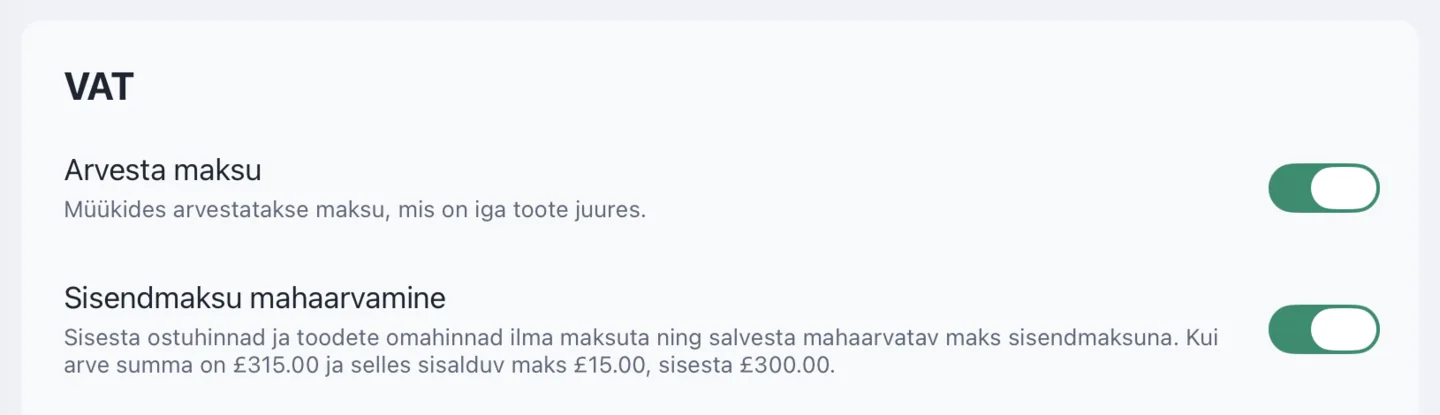 VAT
Arvesta maksu
Müükides arvestatakse maksu, mis on iga toote juures.
Sisendmaksu mahaarvamine
Sisesta ostuhinnad ja toodete omahinnad ilma maksuta ning salvesta mahaarvatav maks sisendmaksuna. Kui
arve summa on £315.00 ja selles sisalduv maks £15.00, sisesta £300.00.